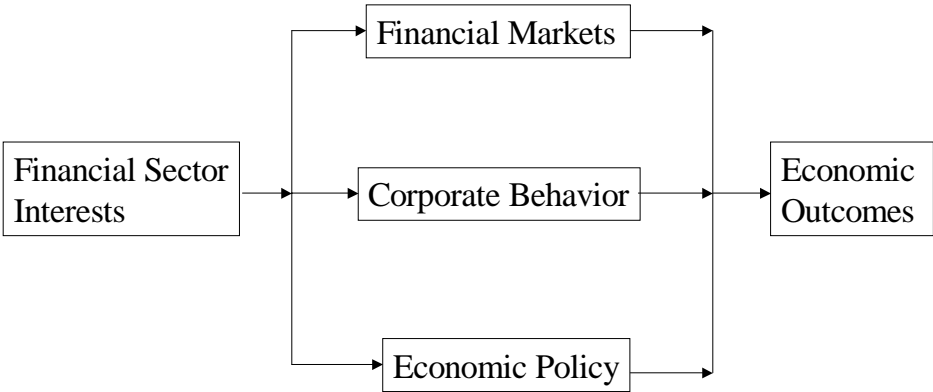 Financial Markets
Financial Sector
Interests
Corporate Behavior
Economic
Outcomes
Economic Policy